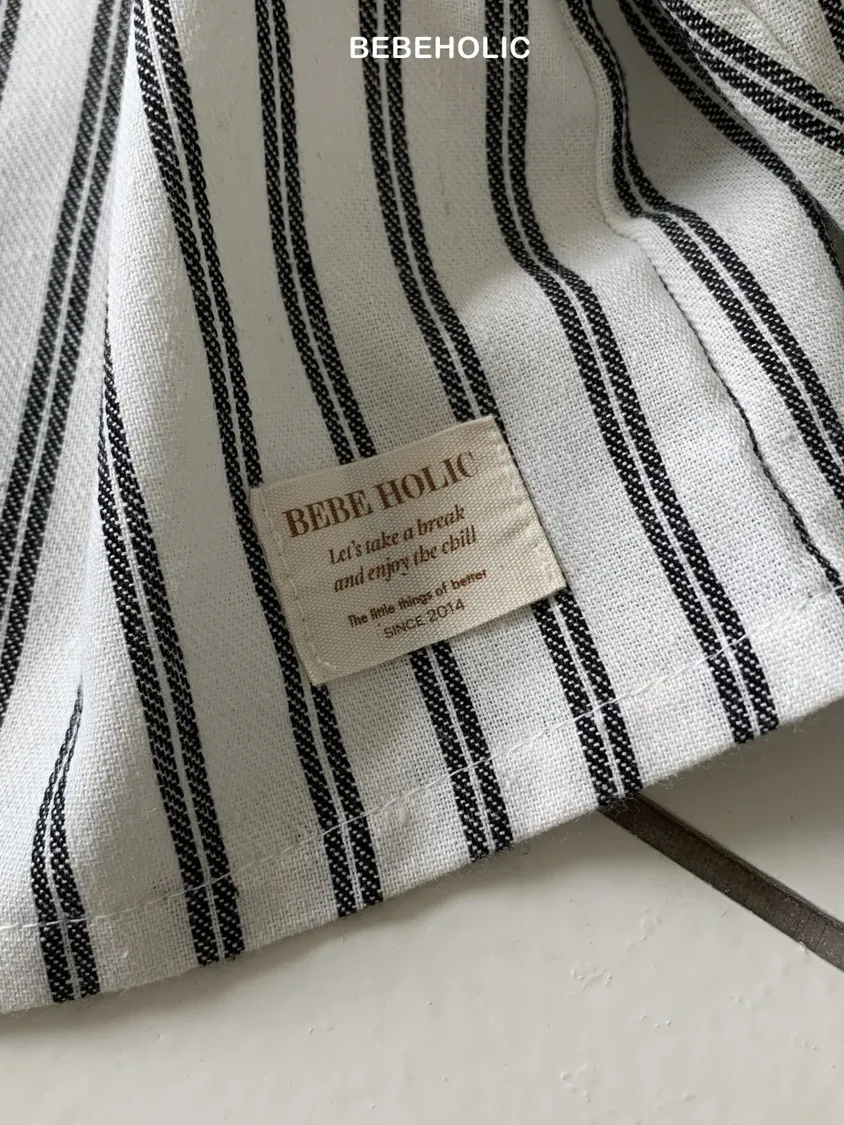 BEBEHOLIC
BEBE HOLIC
Let's take a break
and enjoy the chill
The little things of better
SINCE 2014